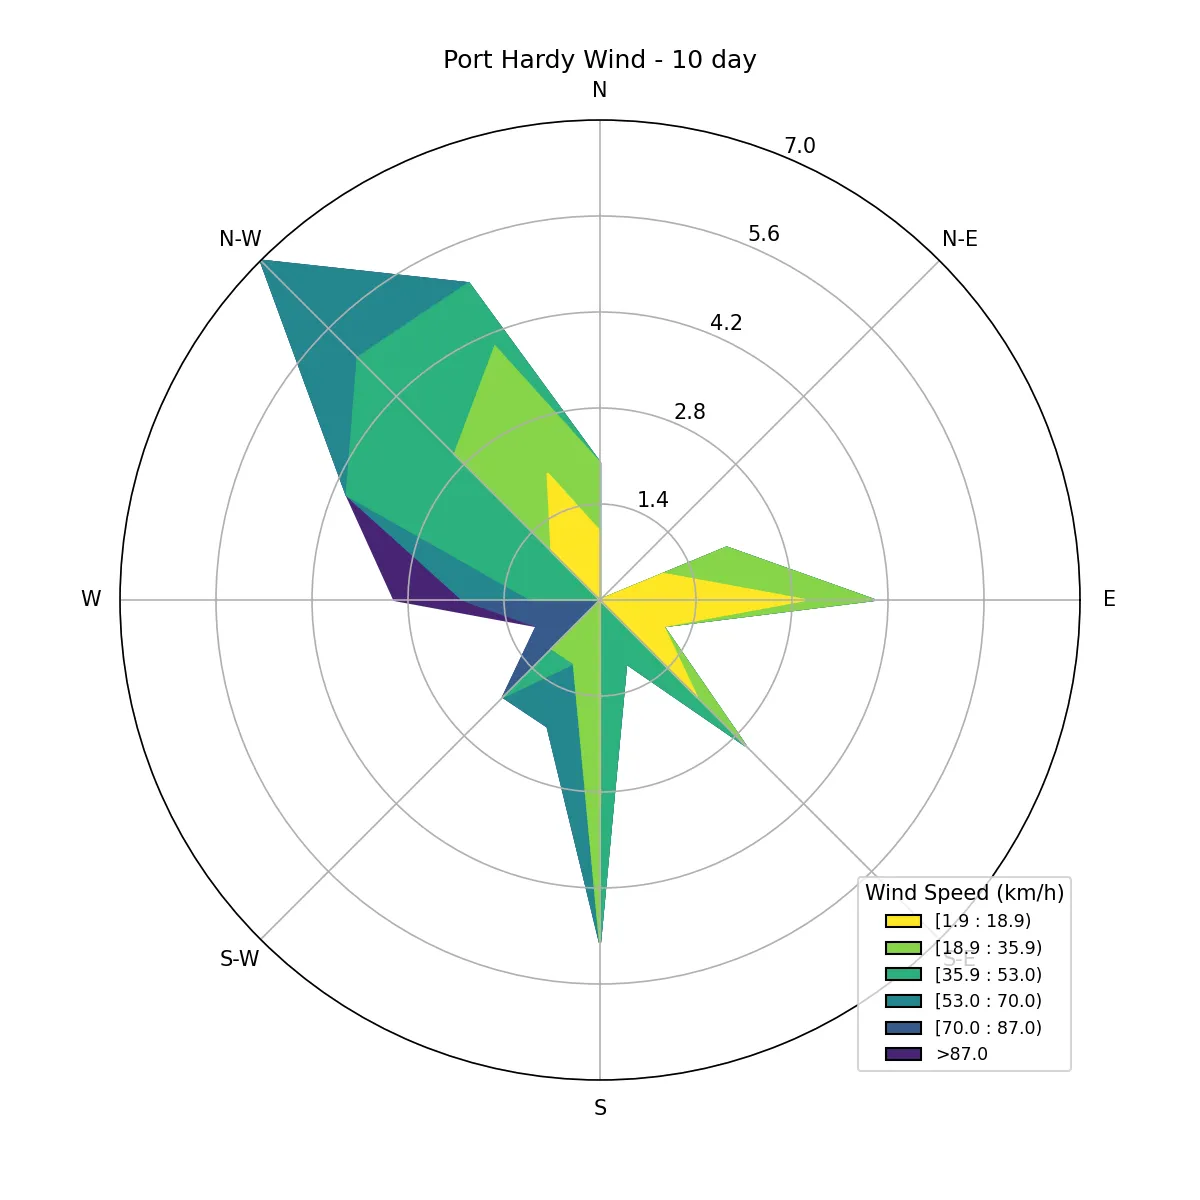 Port Hardy Wind - 10 day
N
7.0
5.6
N-W
N-E
4.2
2.8
1.4
W
E
Wind Speed (km/h)
[1.9 : 18.9)
[18.9 : 35.9)
S-W
S-E
[35.9 : 53.0)
[53.0 : 70.0)
[70.0 : 87.0)
>87.0
S